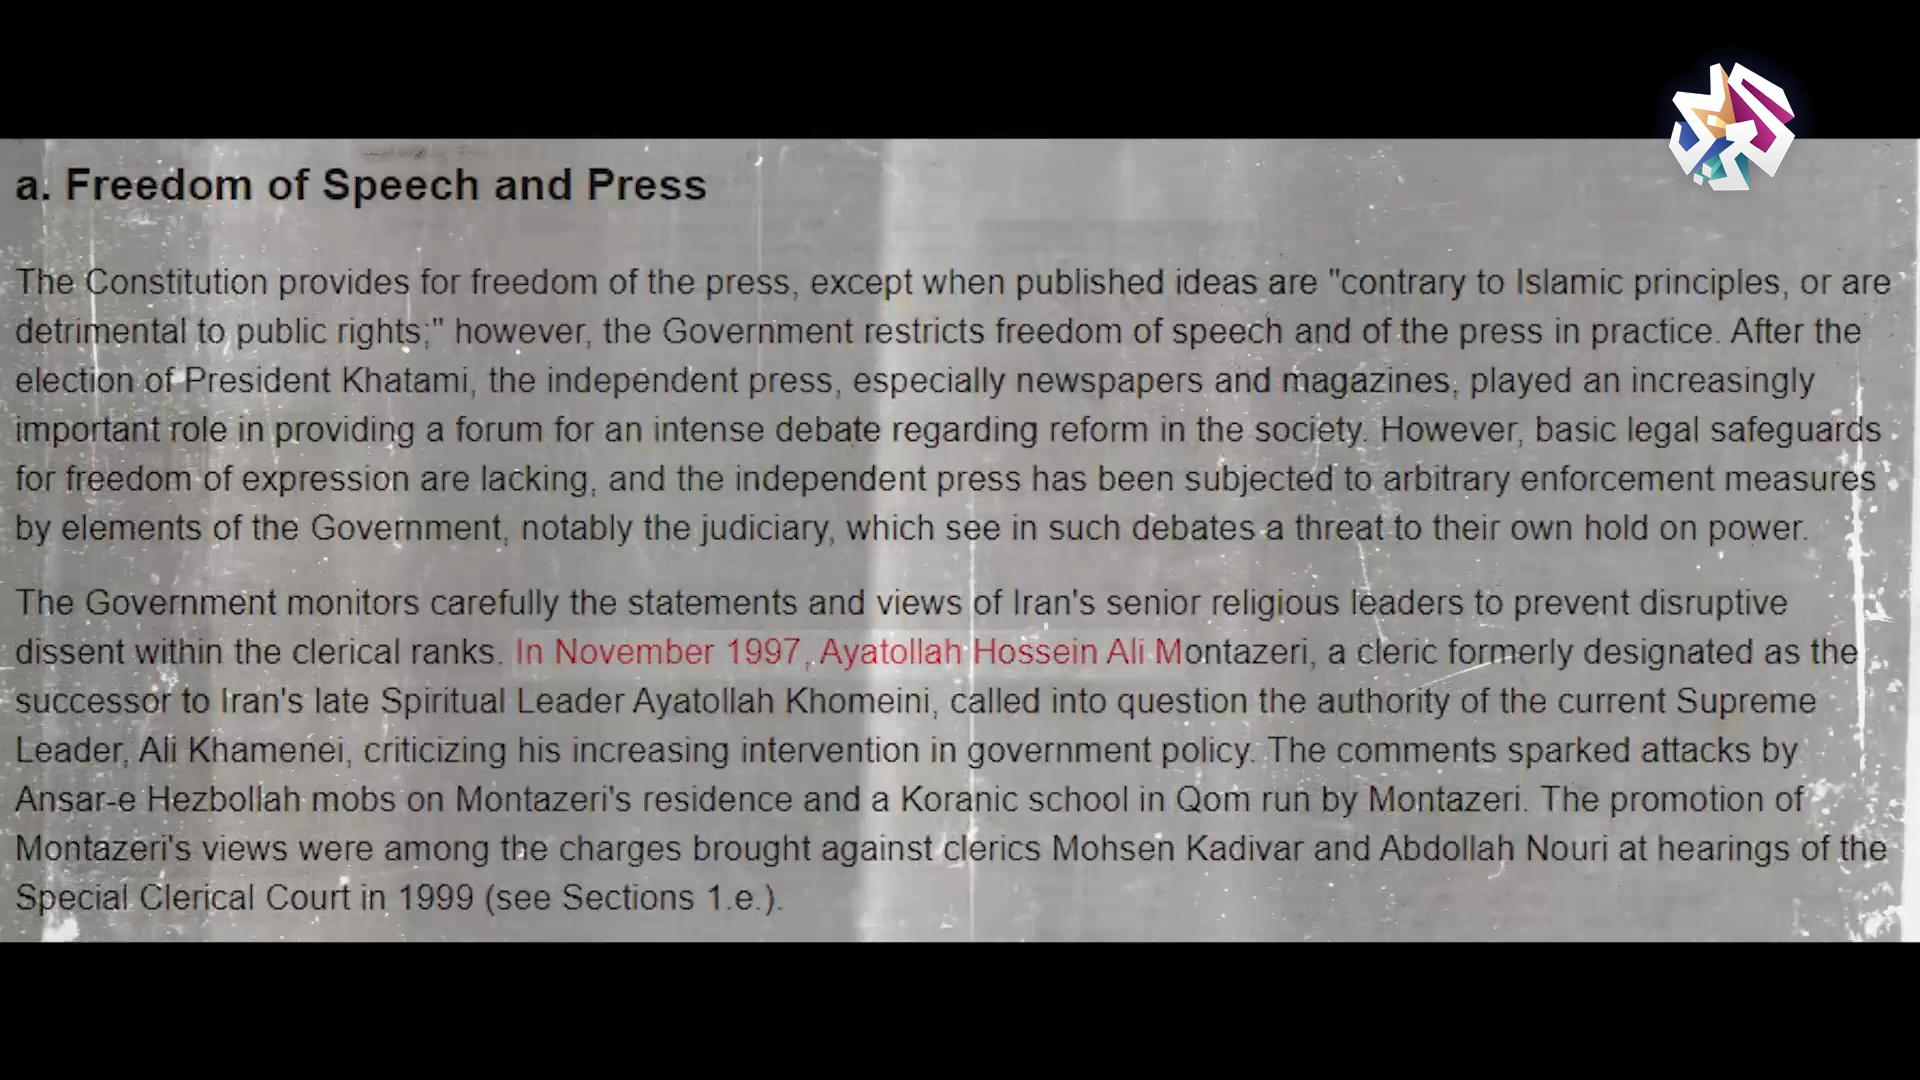 a. Freedom of Speech and Press
The Constitution provides for freedom of the press, except when published ideas are "contrary to Islamic principles, or are
detrimental to public rights;" however, the Government restricts freedom of speech and of the press in practice. After the
election of President Khatami, the independent press, especially newspapers and magazines, played an increasingly
important role in providing a forum for an intense debate regarding reform in the society. However, basic legal safeguards
for freedom of expression are lacking, and the independent press has been subjected to arbitrary enforcement measures
by elements of the Government, notably the judiciary, which see in such debates a threat to their own hold on power.
The Government monitors carefully the statements and views of Iran's senior religious leaders to prevent disruptive
dissent within the clerical ranks. In November 1997, Ayatollah Hossein Ali Montazeri, a cleric formerly designated as the
successor to Iran's late Spiritual Leader Ayatollah Khomeini, called into question the authority of the current Supreme
Leader, Ali Khamenei, criticizing his increasing intervention in government policy. The comments sparked attacks by
Ansar-e Hezbollah mobs on Montazeri's residence and a Koranic school in Qom run by Montazeri. The promotion of
Montazeri's views were among the charges brought against clerics Mohsen Kadivar and Abdollah Nouri at hearings of the
Special Clerical Court in 1999 (see Sections 1.e.).